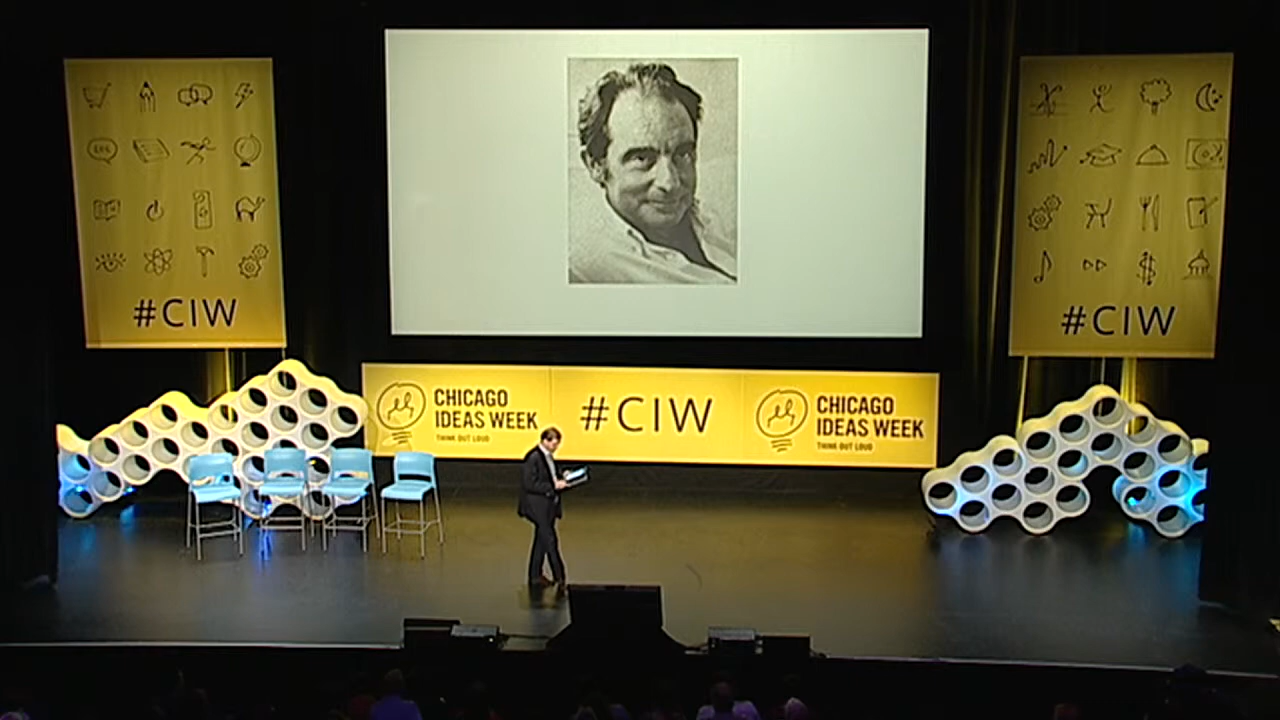 #CIW
#CIW
CHICAGO
IDEAS WEEK
THINK OUT LOUD
#CIW
CHICAGO
IDEAS WEEK
THINK OUT LOUD